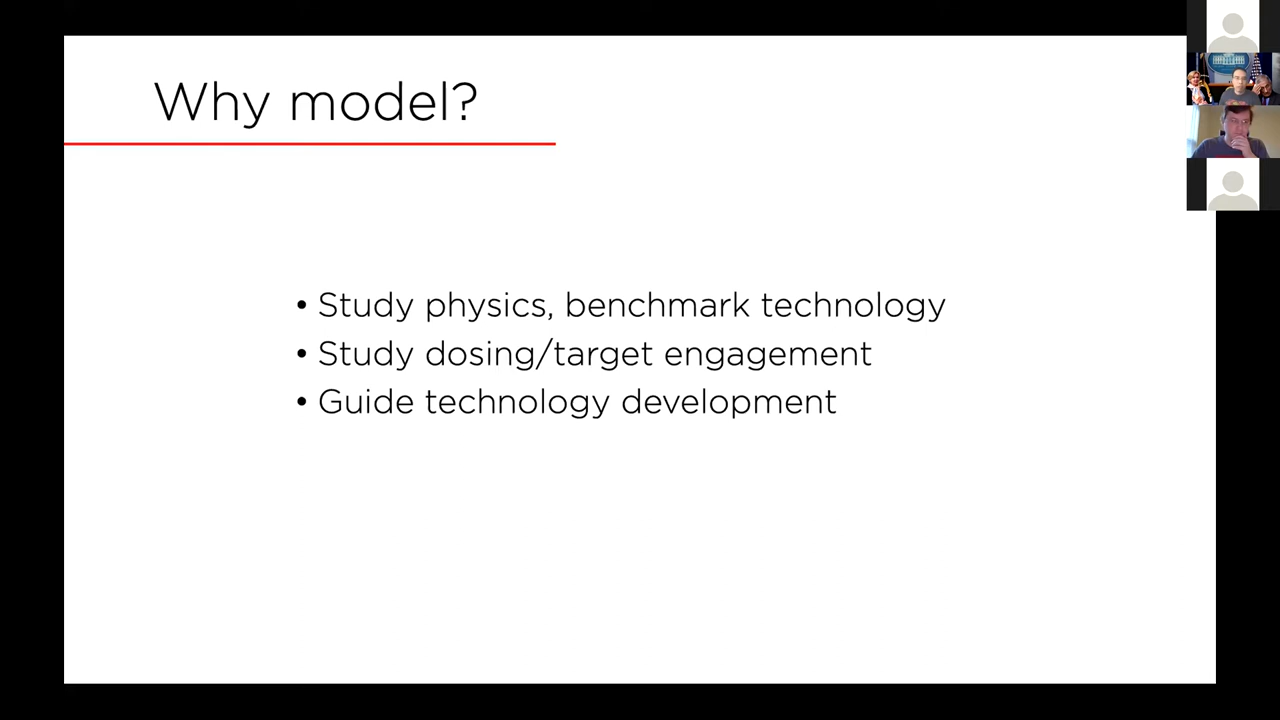 Why model?
• Study physics, benchmark technology
• Study dosing/target engagement
• Guide technology development